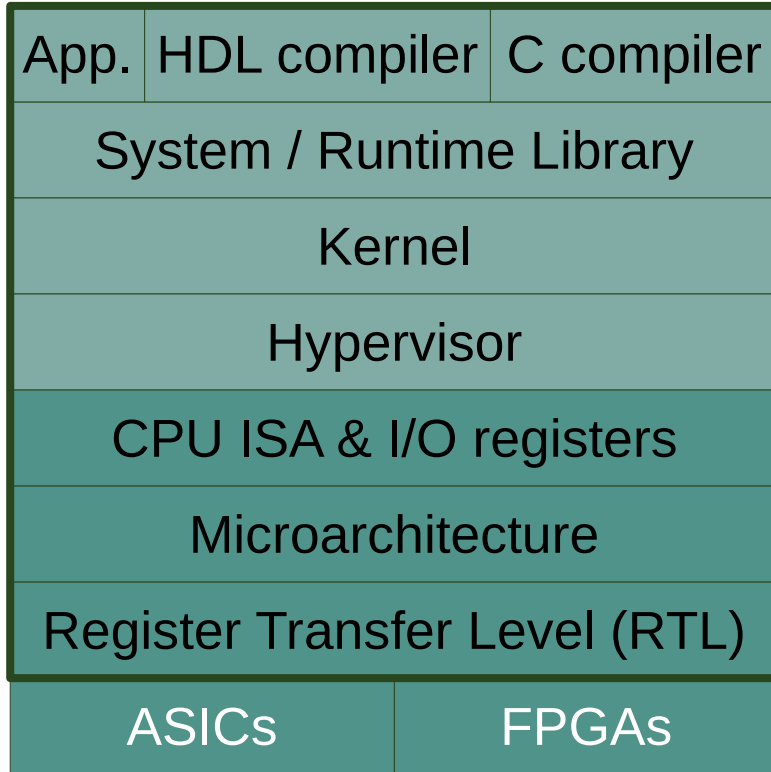 App. HDL compiler C compiler
System / Runtime Library
Kernel
Hypervisor
CPU ISA & I/O registers
Microarchitecture
Register Transfer Level (RTL)
ASICs FPGAs